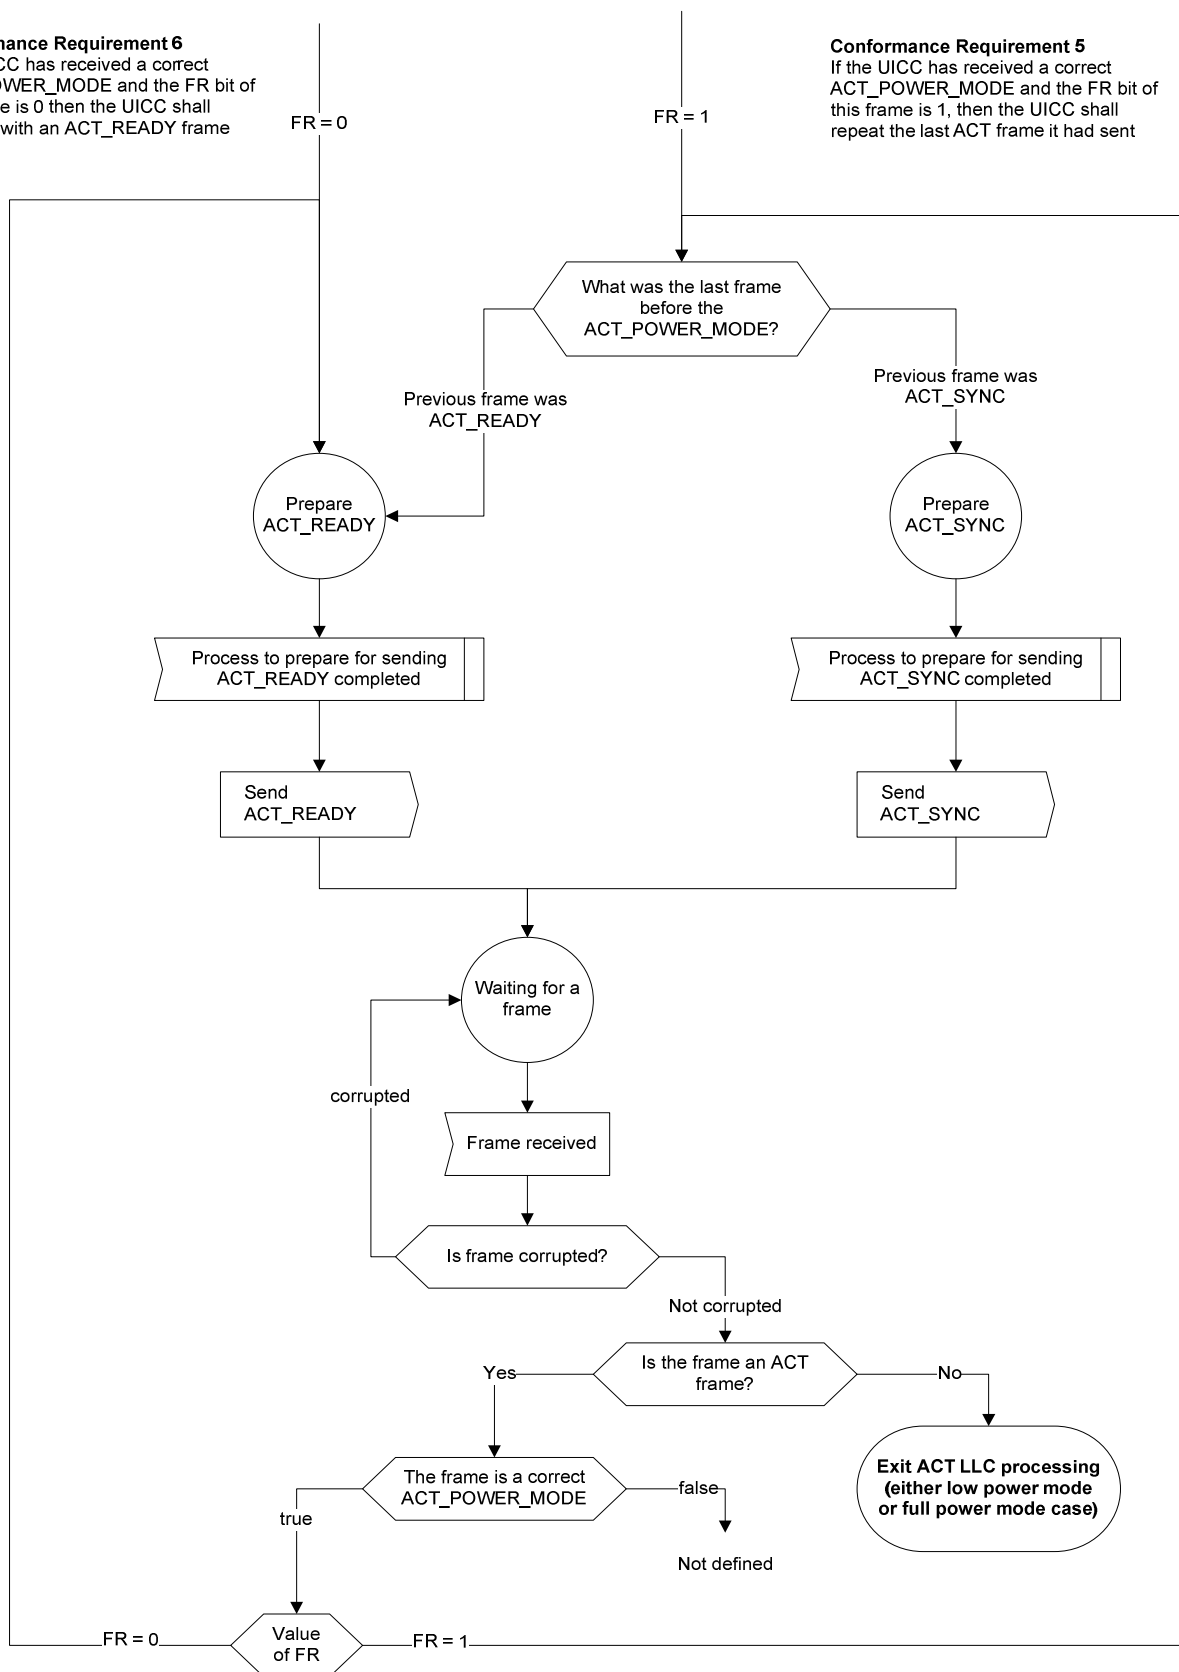 Requirement 6
has received a correct
and the FR bit of
is 0 then the UICC shall
with an ACT_READY frame
Conformance Requirement 5
If the UICC has received a correct
ACT_POWER_MODE and the FR bit of
this frame is 1, then the UICC shall
repeat the last ACT frame it had sent
FR = 0
FR = 1
What was the last frame
before the
ACT_POWER_MODE?
Previous frame was
ACT_READY
Previous frame was
ACT_SYNC
Prepare
ACT_READY
Prepare
ACT_SYNC
Process to prepare for sending
ACT_READY completed
Process to prepare for sending
ACT_SYNC completed
Send
ACT_READY
Send
ACT_SYNC
Waiting for a
frame
corrupted
Frame received
Is frame corrupted?
Not corrupted
Is the frame an ACT
frame?
Yes
No
The frame is a correct
ACT_POWER_MODE
Exit ACT LLC processing
(either low power mode
or full power mode case)
true
false
Not defined
Value
of FR
FR = 0
FR = 1